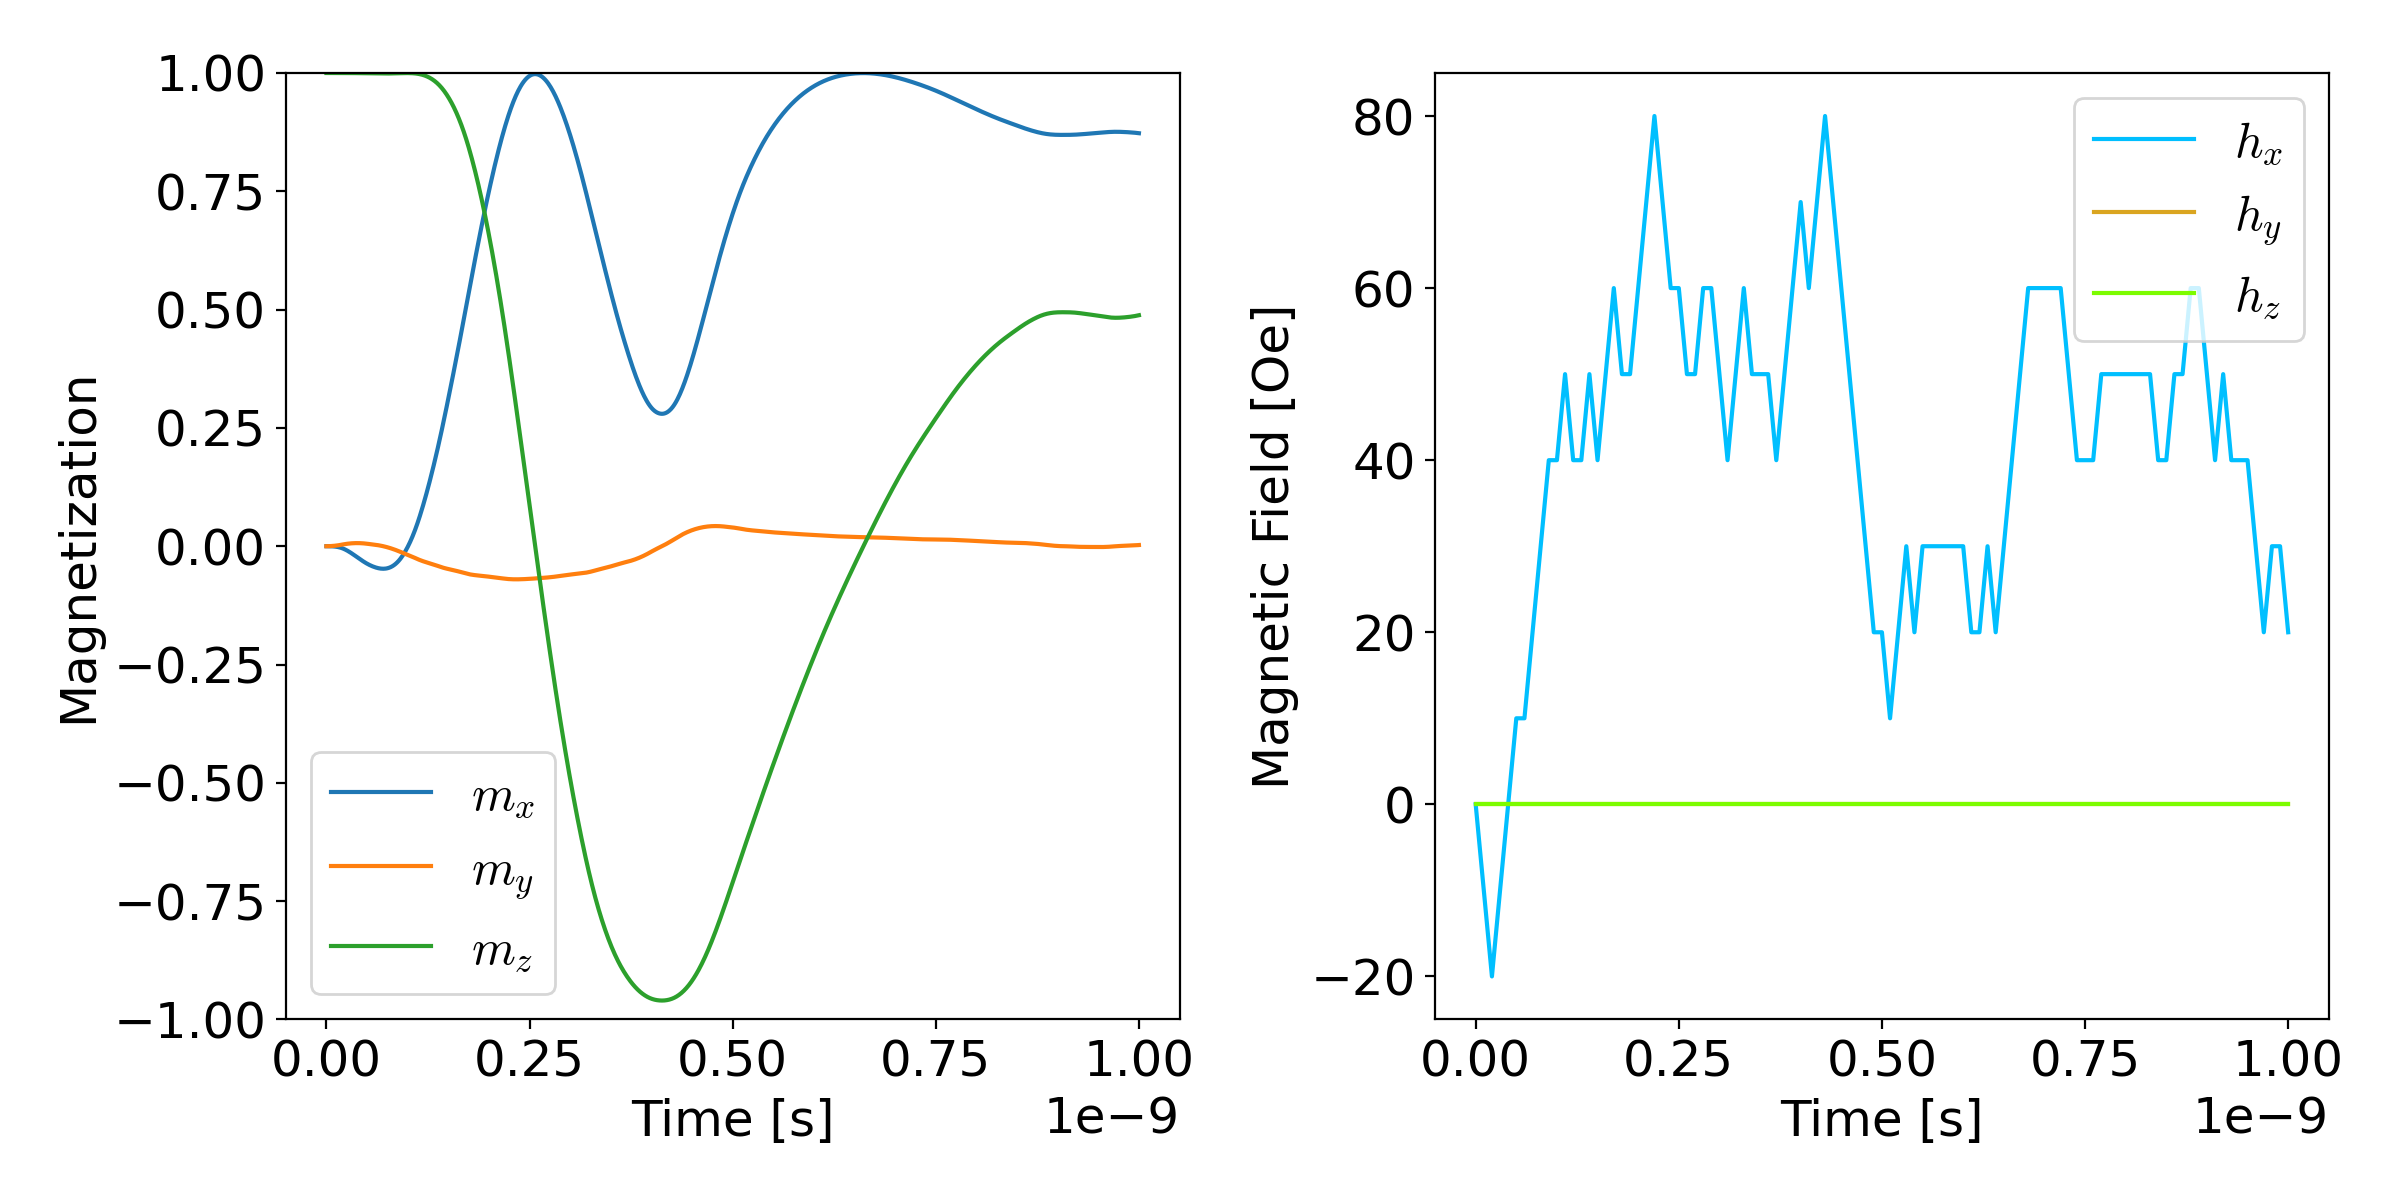 Magnetization
1.00
0.75
0.50
0.25
0.00
−0.25
−0.50
−0.75
−1.00
m_x
m_y
m_z
0.00 0.25 0.50 0.75 1.00
Time [s] 1e−9
Magnetic Field [Oe]
80
60
40
20
0
−20
h_x
h_y
h_z
0.00 0.25 0.50 0.75 1.00
Time [s] 1e−9